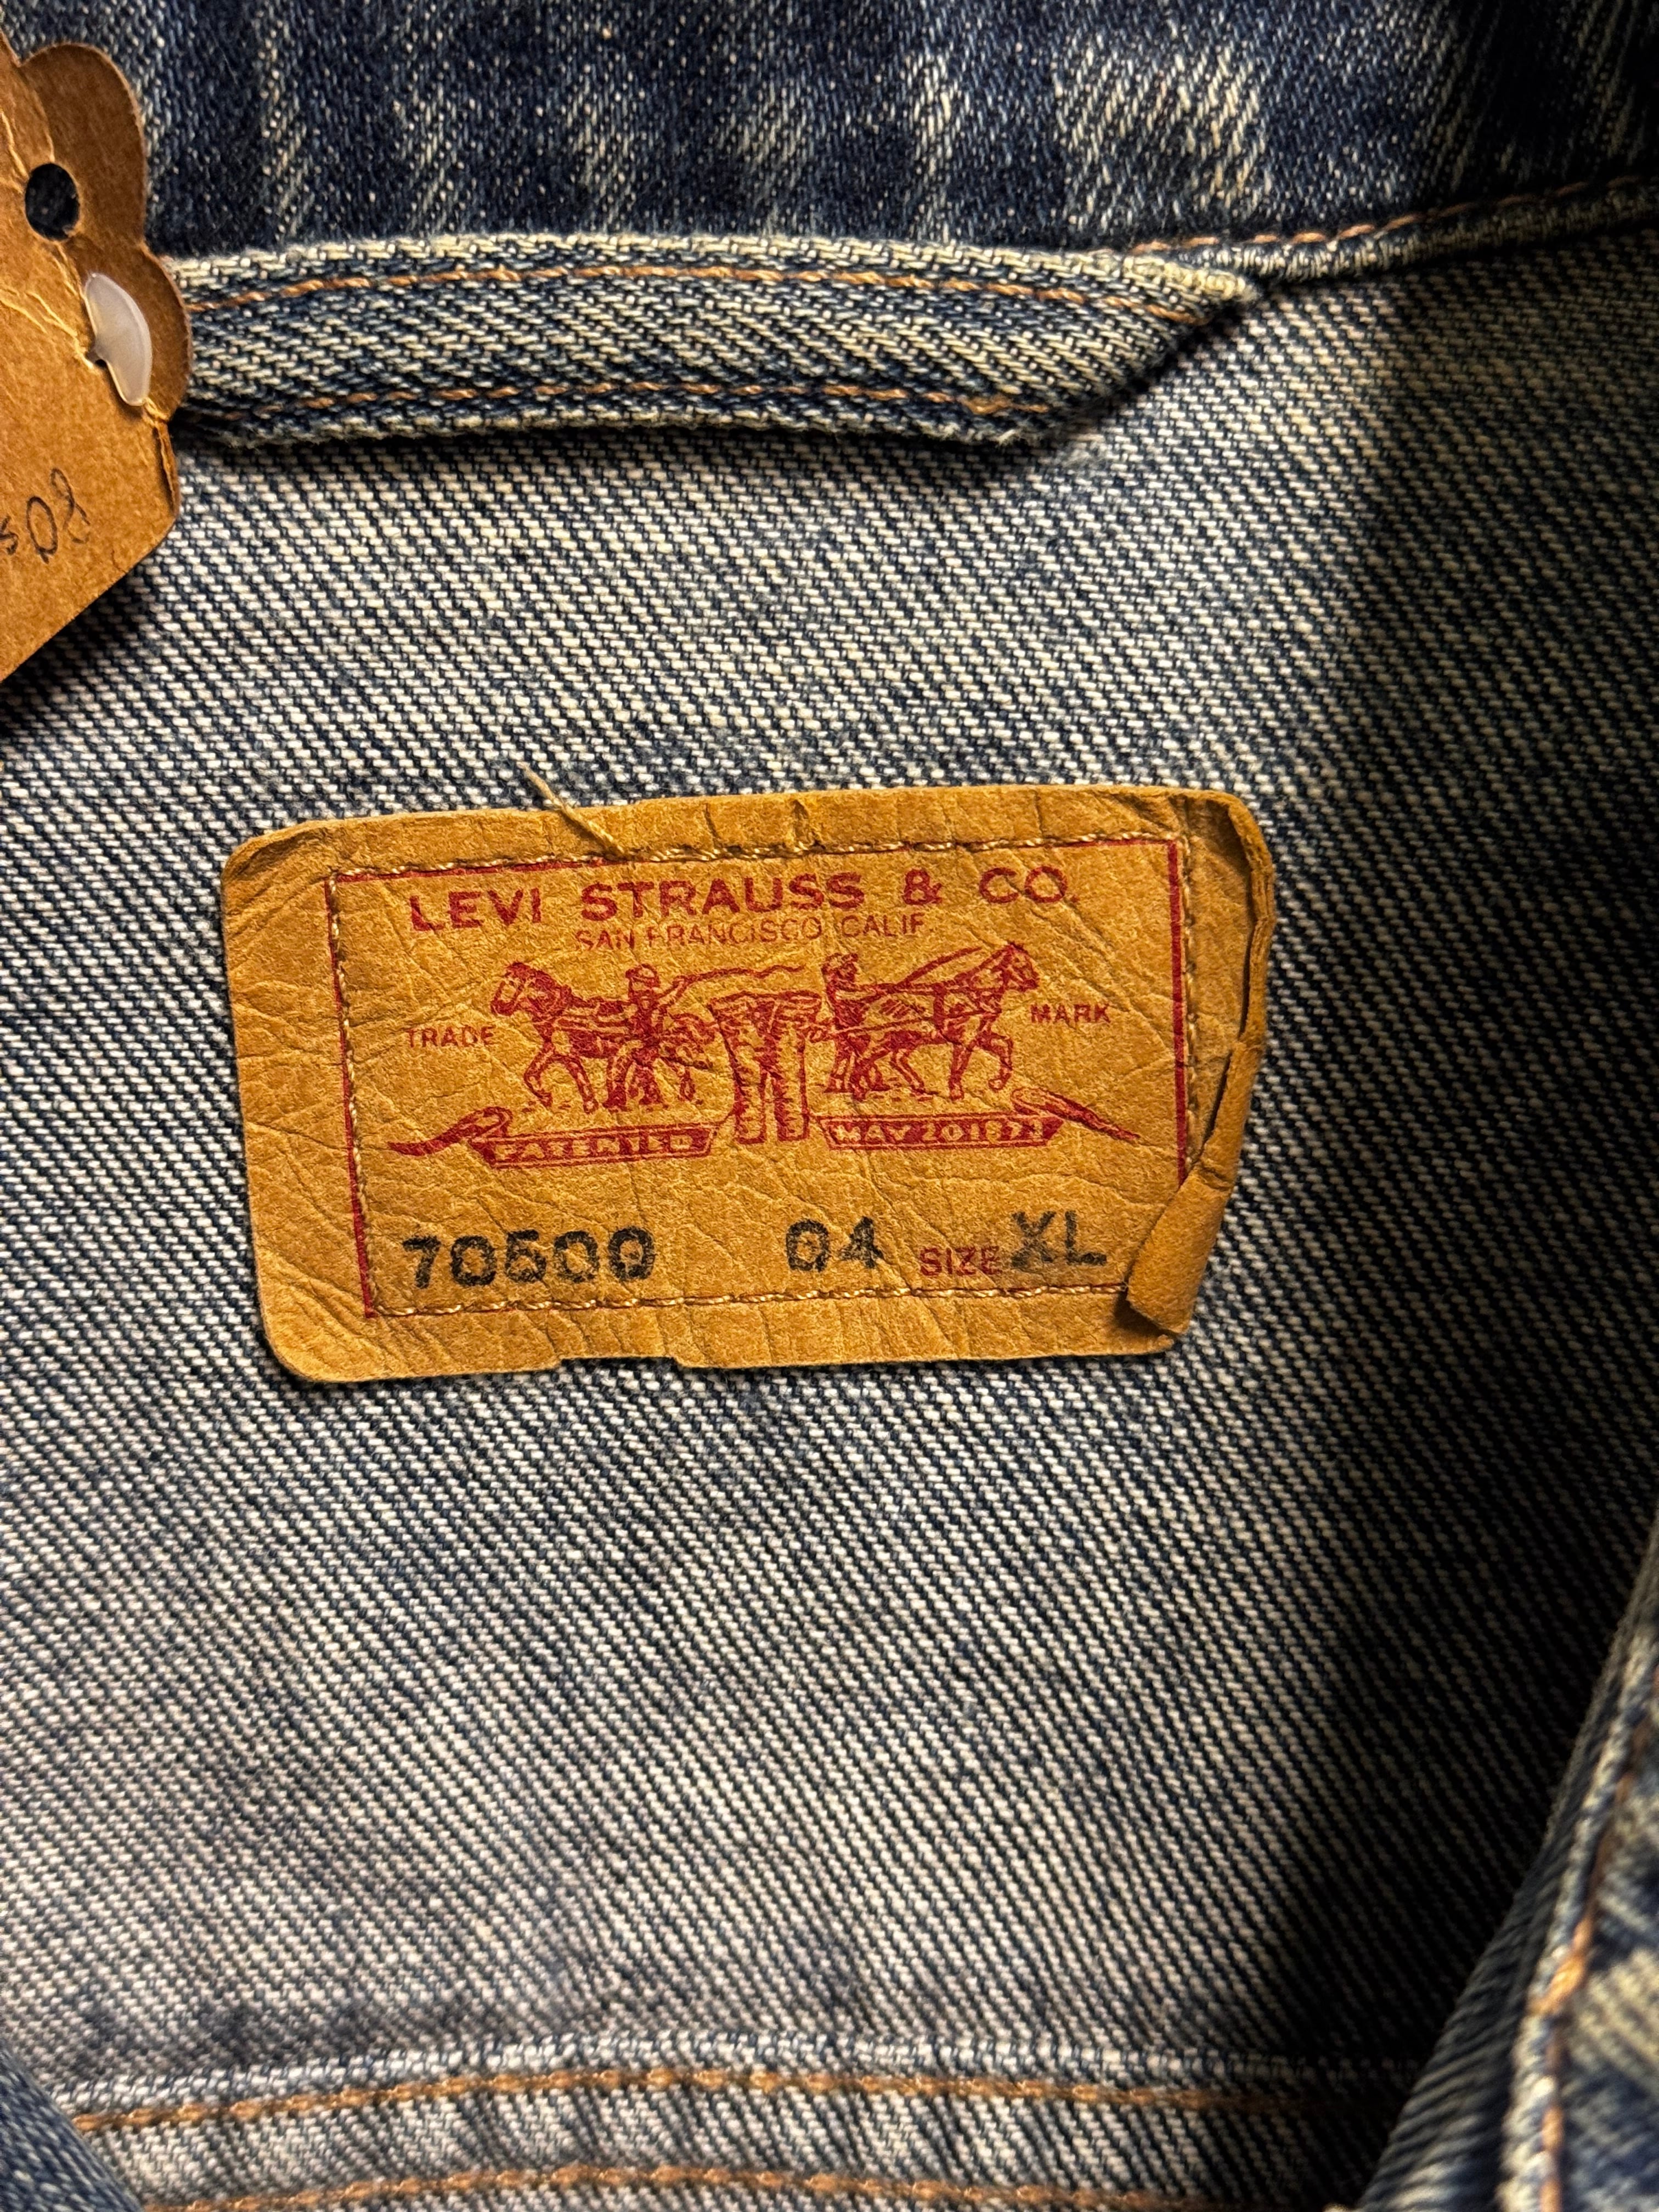 LEVI STRAUSS & CO.
SAN FRANCISCO, CALIF.
TRADE MARK
PATENTED MAY 20 1873
70500 04 SIZE XL